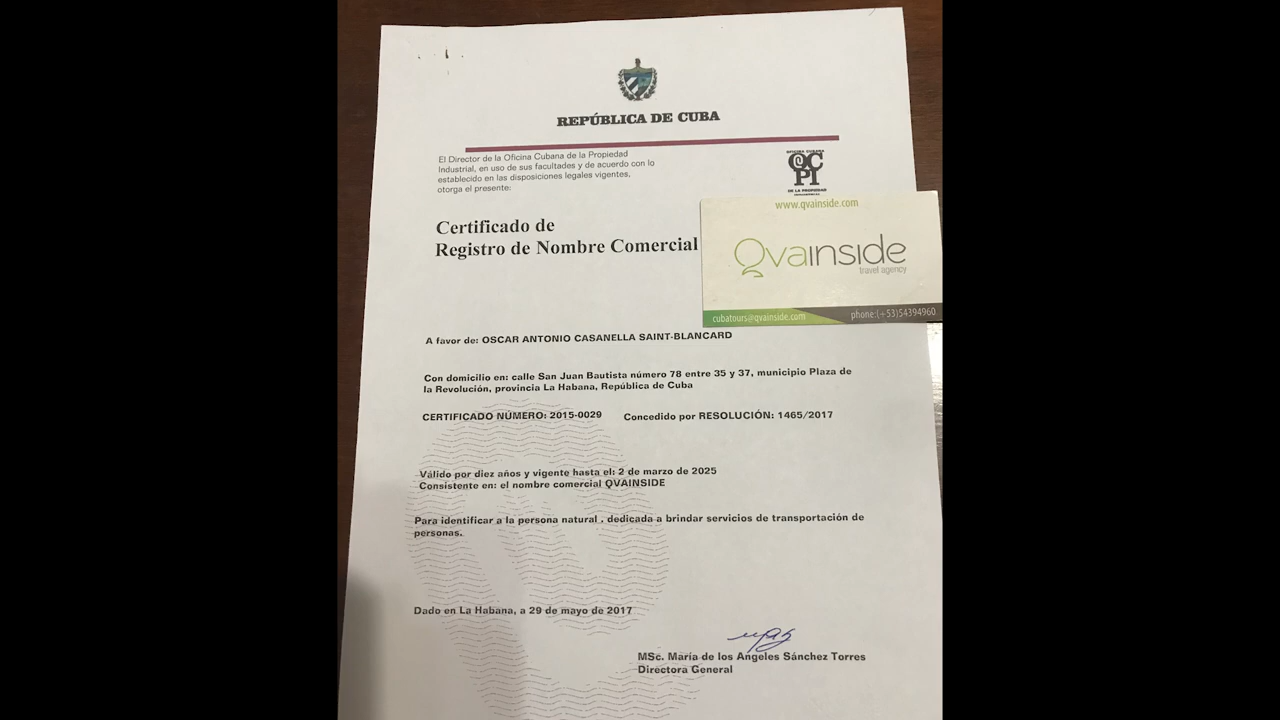 REPÚBLICA DE CUBA
El Director de la Oficina Cubana de la Propiedad
Industrial, en uso de sus facultades y de acuerdo con lo
establecido en las disposiciones legales vigentes,
otorga el presente:
OFICINA CUBANA
OCPI
DE LA PROPIEDAD
Certificado de
Registro de Nombre Comercial
www.qvainside.com
Qvainside
travel agency
cubatours@qvainside.com phone:(+53)54394960
A favor de: OSCAR ANTONIO CASANELLA SAINT-BLANCARD
Con domicilio en: calle San Juan Bautista número 78 entre 35 y 37, municipio Plaza de
la Revolución, provincia La Habana, República de Cuba
CERTIFICADO NÚMERO: 2015-0029 Concedido por RESOLUCIÓN: 1465/2017
Válido por diez años y vigente hasta el: 2 de marzo de 2025
Consistente en: el nombre comercial QVAINSIDE
Para identificar a la persona natural , dedicada a brindar servicios de transportación de
personas.
Dado en La Habana, a 29 de mayo de 2017
MSc. María de los Angeles Sánchez Torres
Directora General